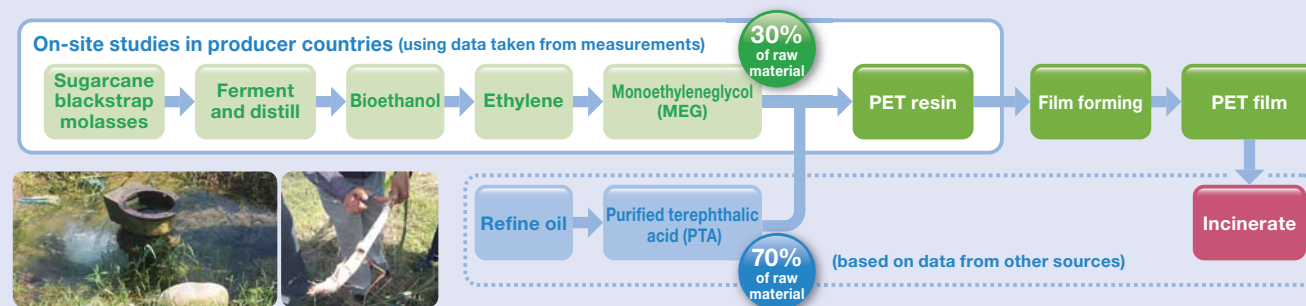 On-site studies in producer countries (using data taken from measurements)
30%
of raw
material
Sugarcane
blackstrap
molasses
Ferment
and distill
Bioethanol
Ethylene
Monoethyleneglycol
(MEG)
PET resin
Film forming
PET film
Refine oil
Purified terephthalic
acid (PTA)
Incinerate
70%
of raw
material
(based on data from other sources)